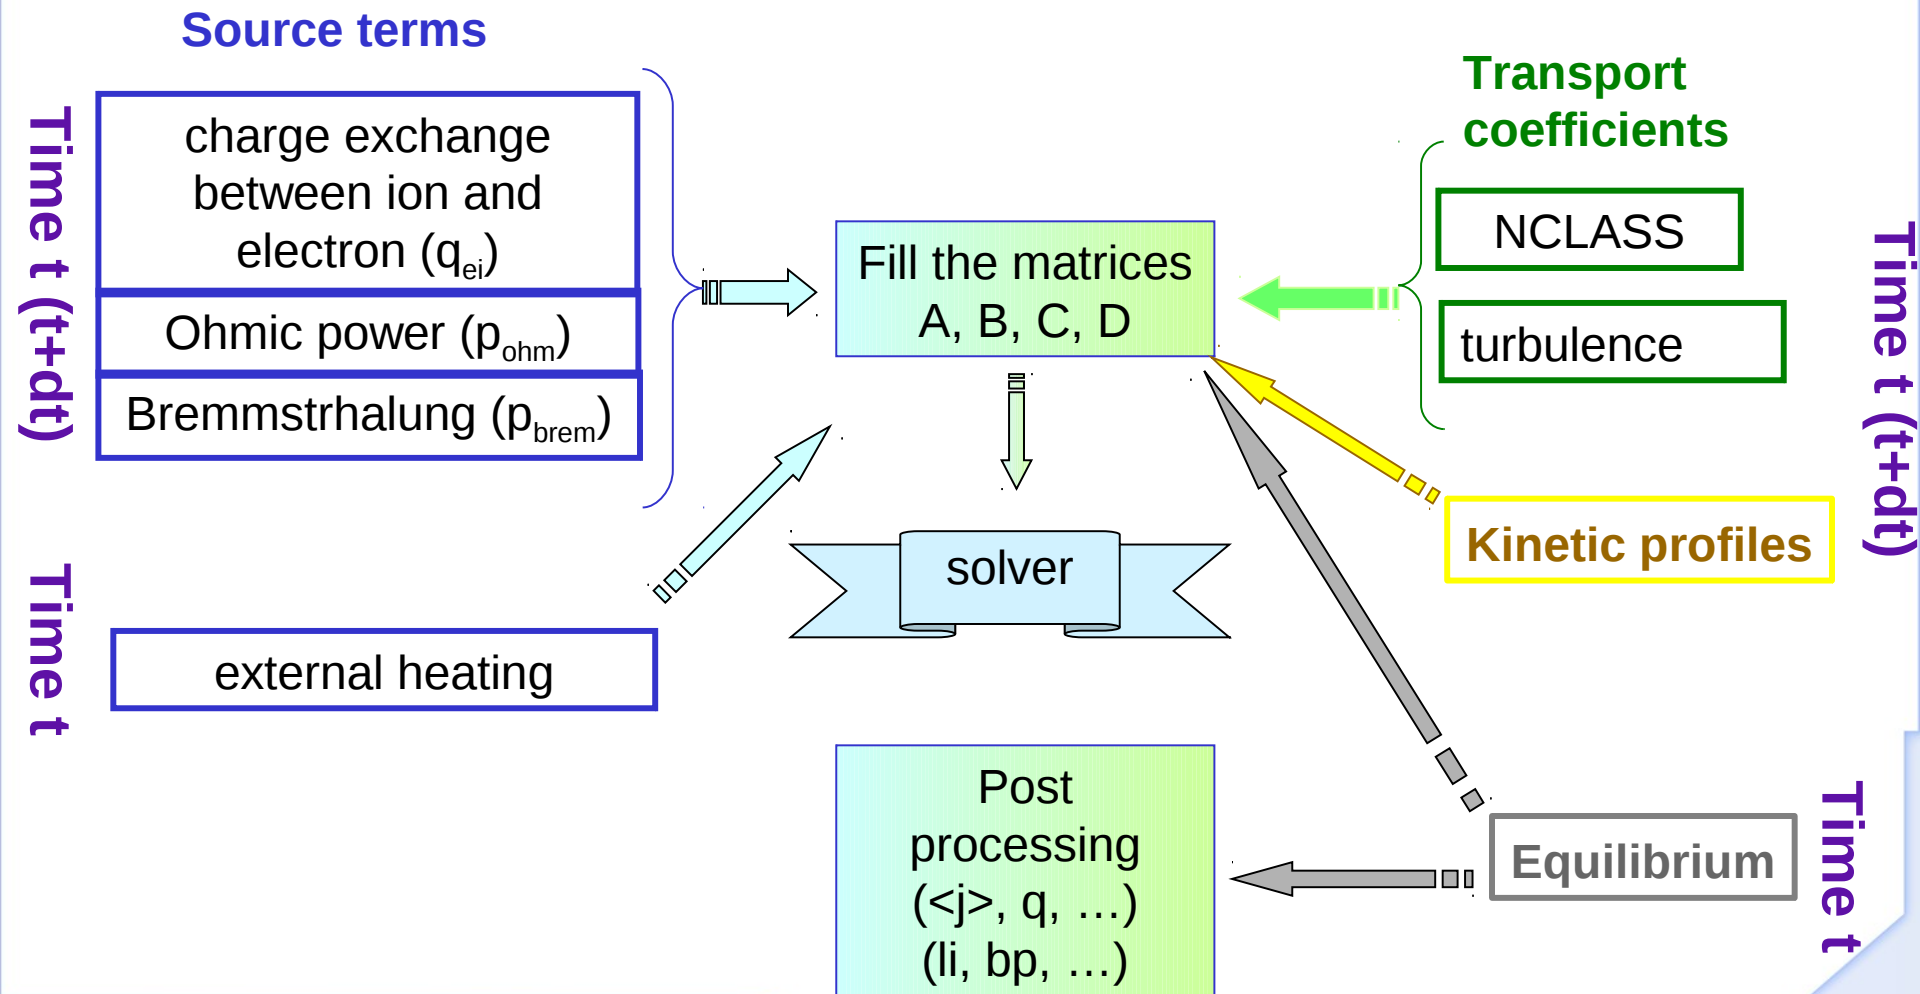 Source terms
Time t (t+dt)
charge exchange
between ion and
electron (qei)
Ohmic power (pohm)
Bremmstrhalung (pbrem)
Time t
external heating
Fill the matrices
A, B, C, D
solver
Post
processing
(<j>, q, …)
(li, bp, …)
Transport
coefficients
NCLASS
turbulence
Time t (t+dt)
Kinetic profiles
Equilibrium
Time t